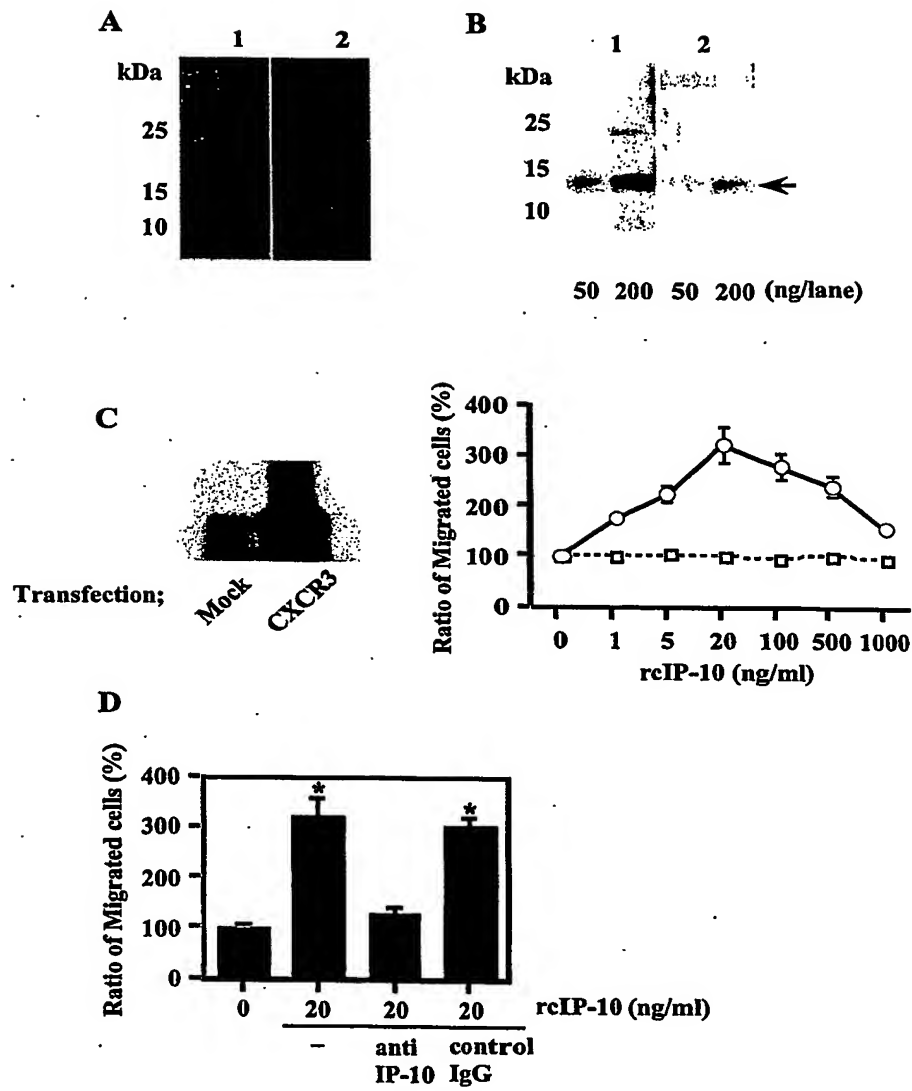 A
1 2
kDa
25
15
10
B
1 2
kDa
25
15
10
50 200 50 200 (ng/lane)
C
Transfection;
Mock
CXCR3
Ratio of Migrated cells (%)
400
300
200
100
0
0 1 5 20 100 500 1000
rcIP-10 (ng/ml)
D
Ratio of Migrated cells (%)
400
300
200
100
0
* *
0 20 20 20 rcIP-10 (ng/ml)
– anti control
IP-10 IgG